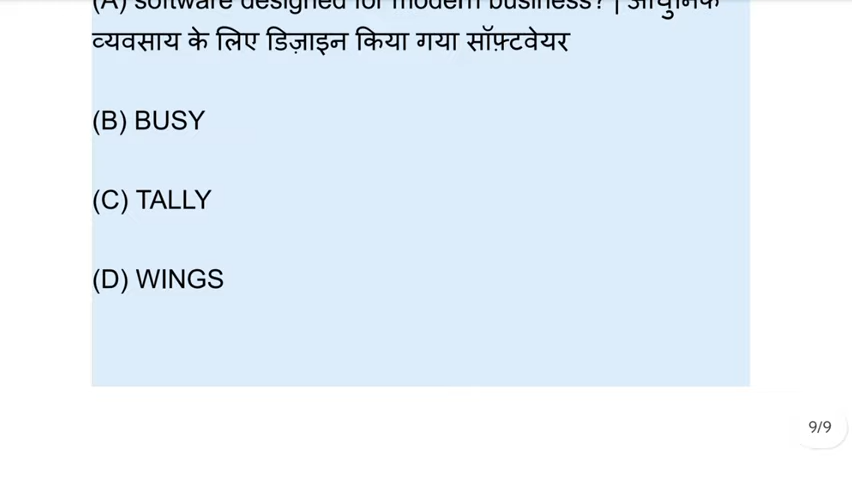 (A) software designed for modern business? | आधुनिक
व्यवसाय के लिए डिज़ाइन किया गया सॉफ़्टवेयर
(B) BUSY
(C) TALLY
(D) WINGS
9/9